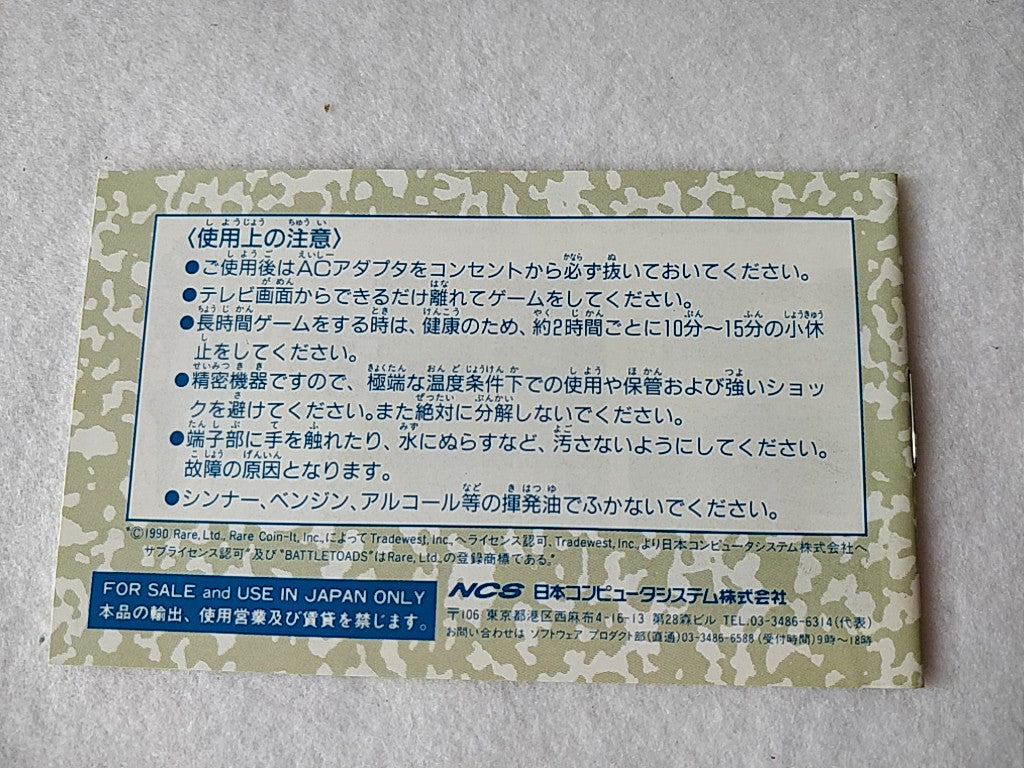 〈使用上の注意〉
●ご使用後はACアダプタをコンセントから必ず抜いておいてください。
●テレビ画面からできるだけ離れてゲームをしてください。
●長時間ゲームをする時は、健康のため、約2時間ごとに10分〜15分の小休
止をしてください。
●精密機器ですので、極端な温度条件下での使用や保管および強いショッ
クを避けてください。また絶対に分解しないでください。
●端子部に手を触れたり、水にぬらすなど、汚さないようにしてください。
故障の原因となります。
●シンナー、ベンジン、アルコール等の揮発油でふかないでください。
"©1990 Rare, Ltd., Rare Coin-It, Inc.によってTradewest, Inc.へライセンス認可、Tradewest, Inc.より日本コンピュータシステム株式会社へ
サブライセンス認可"及び"BATTLETOADS"はRare, Ltd.の登録商標である。"
FOR SALE and USE IN JAPAN ONLY
本品の輸出、使用営業及び賃貸を禁じます。
NCS 日本コンピュータシステム株式会社
〒106 東京都港区西麻布4-16-13 第28森ビル TEL.03-3486-6314(代表)
お問い合わせは ソフトウェア プロダクト部(直通)03-3486-6588(受付時間)9時〜18時